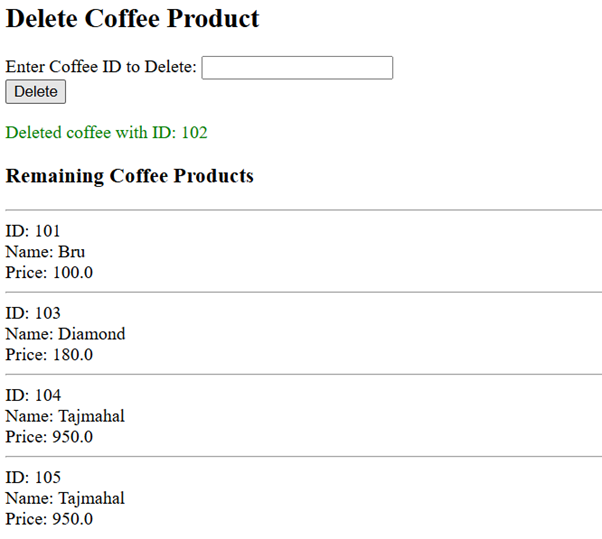 Delete Coffee Product
Enter Coffee ID to Delete:
Delete
Deleted coffee with ID: 102
Remaining Coffee Products
ID: 101
Name: Bru
Price: 100.0
ID: 103
Name: Diamond
Price: 180.0
ID: 104
Name: Tajmahal
Price: 950.0
ID: 105
Name: Tajmahal
Price: 950.0